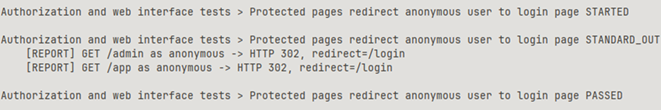 Authorization and web interface tests > Protected pages redirect anonymous user to login page STARTED
Authorization and web interface tests > Protected pages redirect anonymous user to login page STANDARD_OUT
[REPORT] GET /admin as anonymous -> HTTP 302, redirect=/login
[REPORT] GET /app as anonymous -> HTTP 302, redirect=/login
Authorization and web interface tests > Protected pages redirect anonymous user to login page PASSED